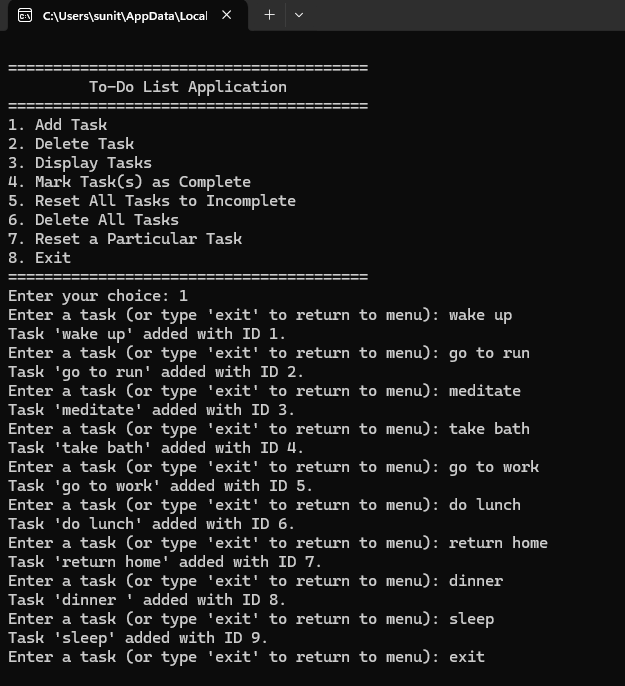 C:\Users\sunit\AppData\Local
========================================
To-Do List Application
========================================
1. Add Task
2. Delete Task
3. Display Tasks
4. Mark Task(s) as Complete
5. Reset All Tasks to Incomplete
6. Delete All Tasks
7. Reset a Particular Task
8. Exit
========================================
Enter your choice: 1
Enter a task (or type 'exit' to return to menu): wake up
Task 'wake up' added with ID 1.
Enter a task (or type 'exit' to return to menu): go to run
Task 'go to run' added with ID 2.
Enter a task (or type 'exit' to return to menu): meditate
Task 'meditate' added with ID 3.
Enter a task (or type 'exit' to return to menu): take bath
Task 'take bath' added with ID 4.
Enter a task (or type 'exit' to return to menu): go to work
Task 'go to work' added with ID 5.
Enter a task (or type 'exit' to return to menu): do lunch
Task 'do lunch' added with ID 6.
Enter a task (or type 'exit' to return to menu): return home
Task 'return home' added with ID 7.
Enter a task (or type 'exit' to return to menu): dinner
Task 'dinner ' added with ID 8.
Enter a task (or type 'exit' to return to menu): sleep
Task 'sleep' added with ID 9.
Enter a task (or type 'exit' to return to menu): exit